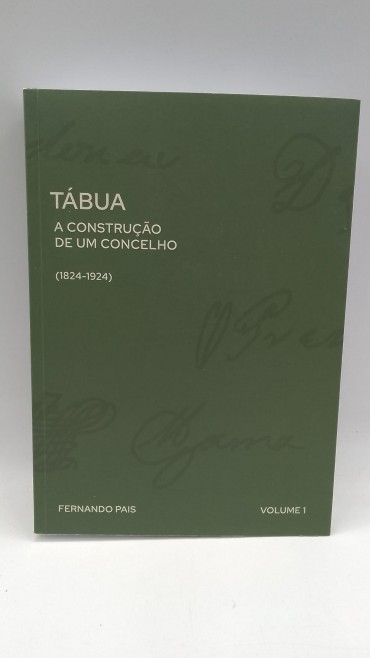 TÁBUA
A CONSTRUÇÃO
DE UM CONCELHO
(1824-1924)
FERNANDO PAIS VOLUME 1